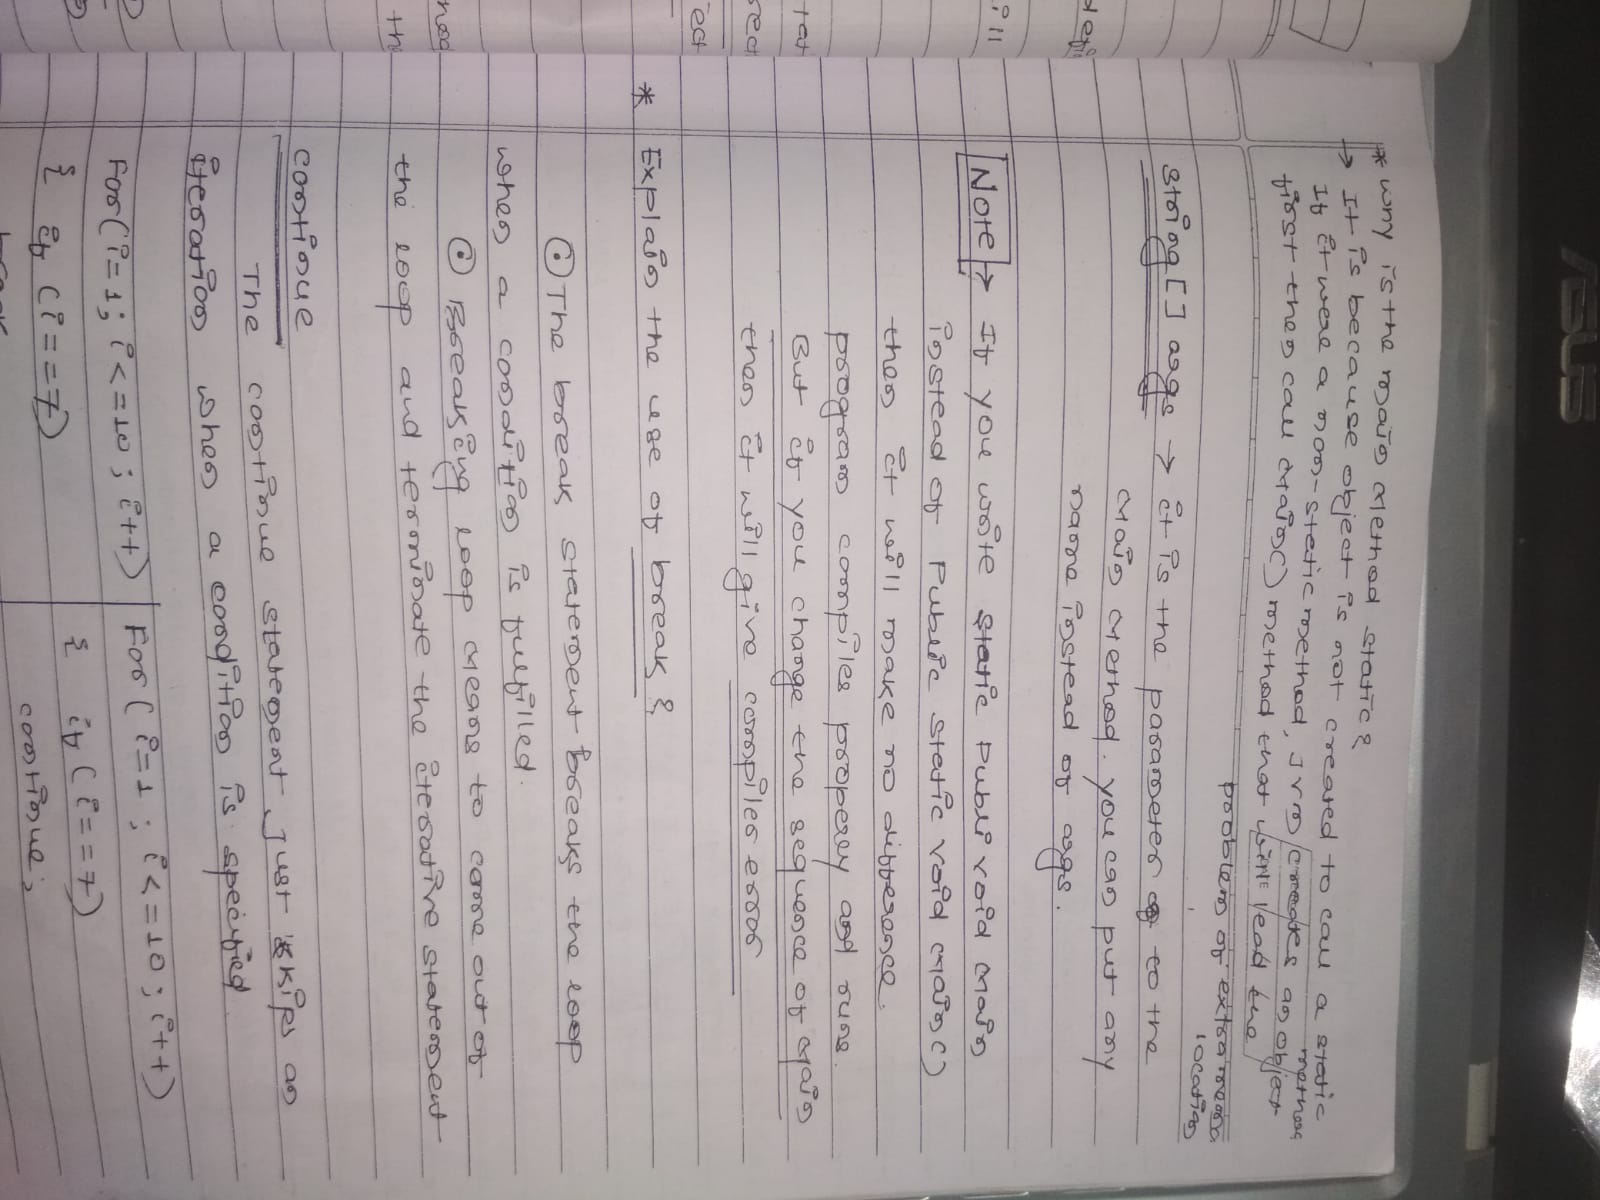 * Why is the main Method static?
→ It is because object is not created to call a static method
If it were a non-static method, Jvm creates an object
first then call main() method that will lead the
problem of extra memo location
String[] args → it is the parameter to the
Main Method. you can put any
name instead of args.
Note → If you write static Publi void main
instead of Public static void main()
then it will make no difference.
program compiles properly and runs.
But if you change the sequence of main
then it will give compiler error
* Explain the use of break?
⊙ The break statement breaks the loop
when a condition is fulfilled.
⊙ Breaking loop Means to come out of
the loop and terminate the iterative statement
continue
The continue statement just skips an
iteration when a condition is specified
For(i=1; i<=10; i++)
{ if (i==7)
break
For (i=1; i<=10; i++)
{ if (i==7)
continue;
ASUS